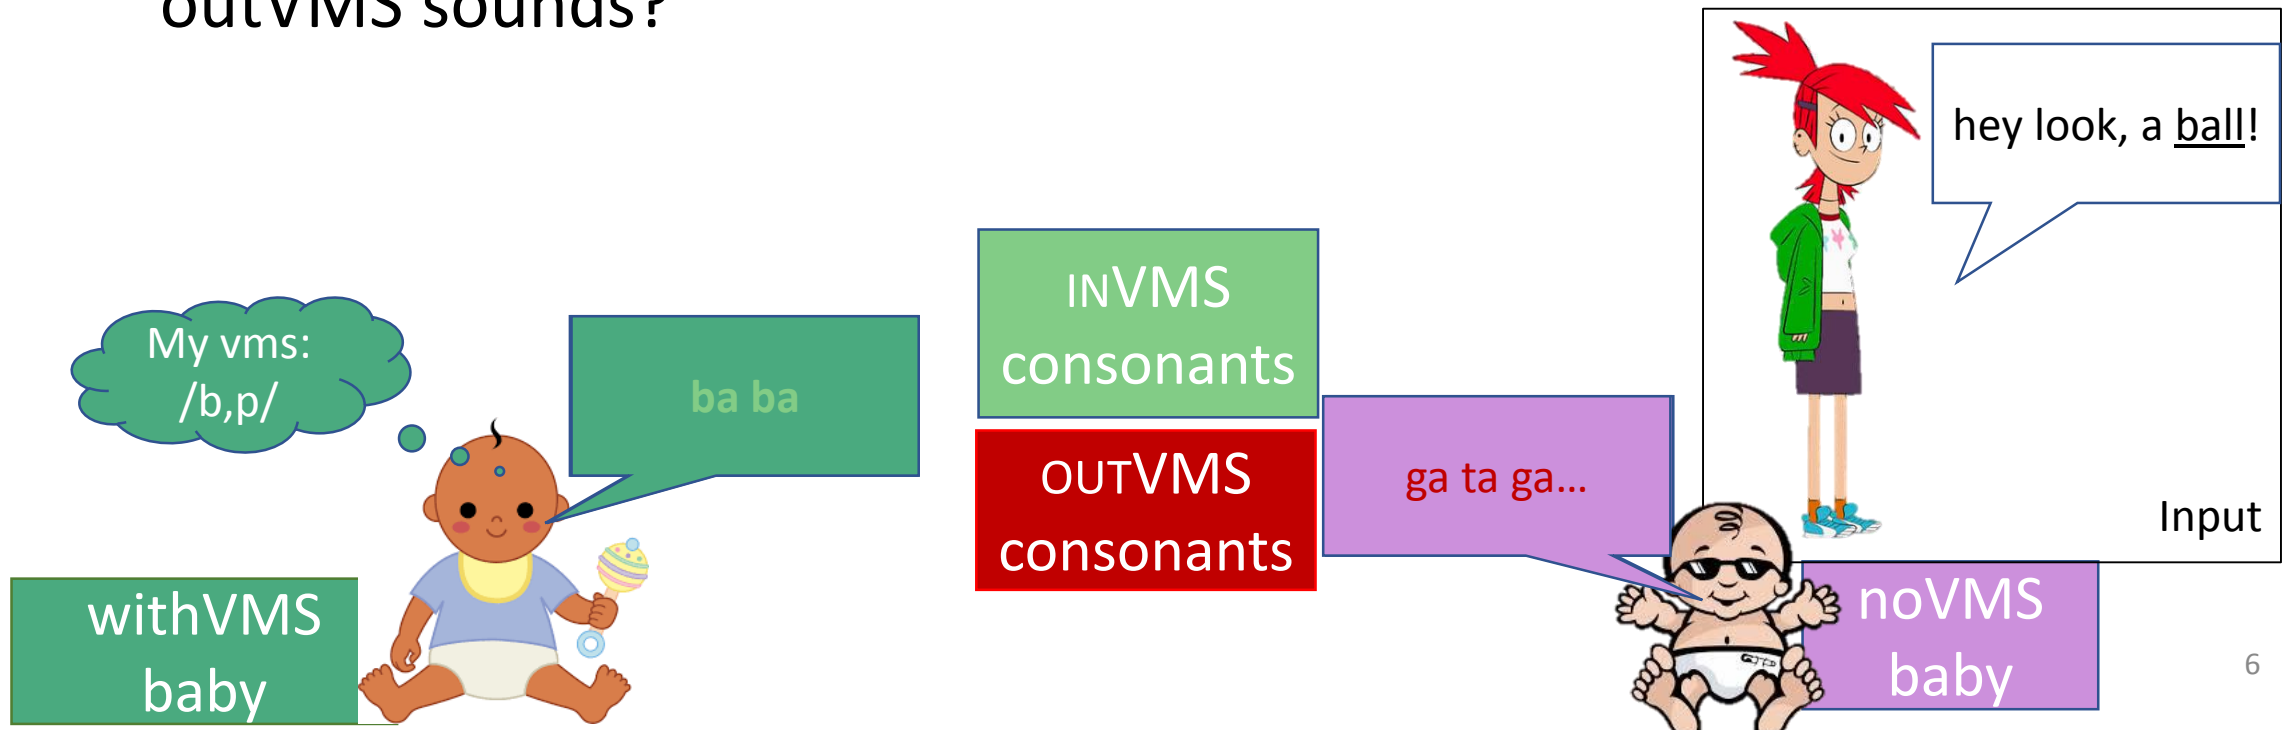 outVMS sounds?
hey look, a ball!
INVMS
consonants
My vms:
/b,p/
ba ba
OUTVMS
consonants
ga ta ga...
Input
withVMS
baby
noVMS
baby
6